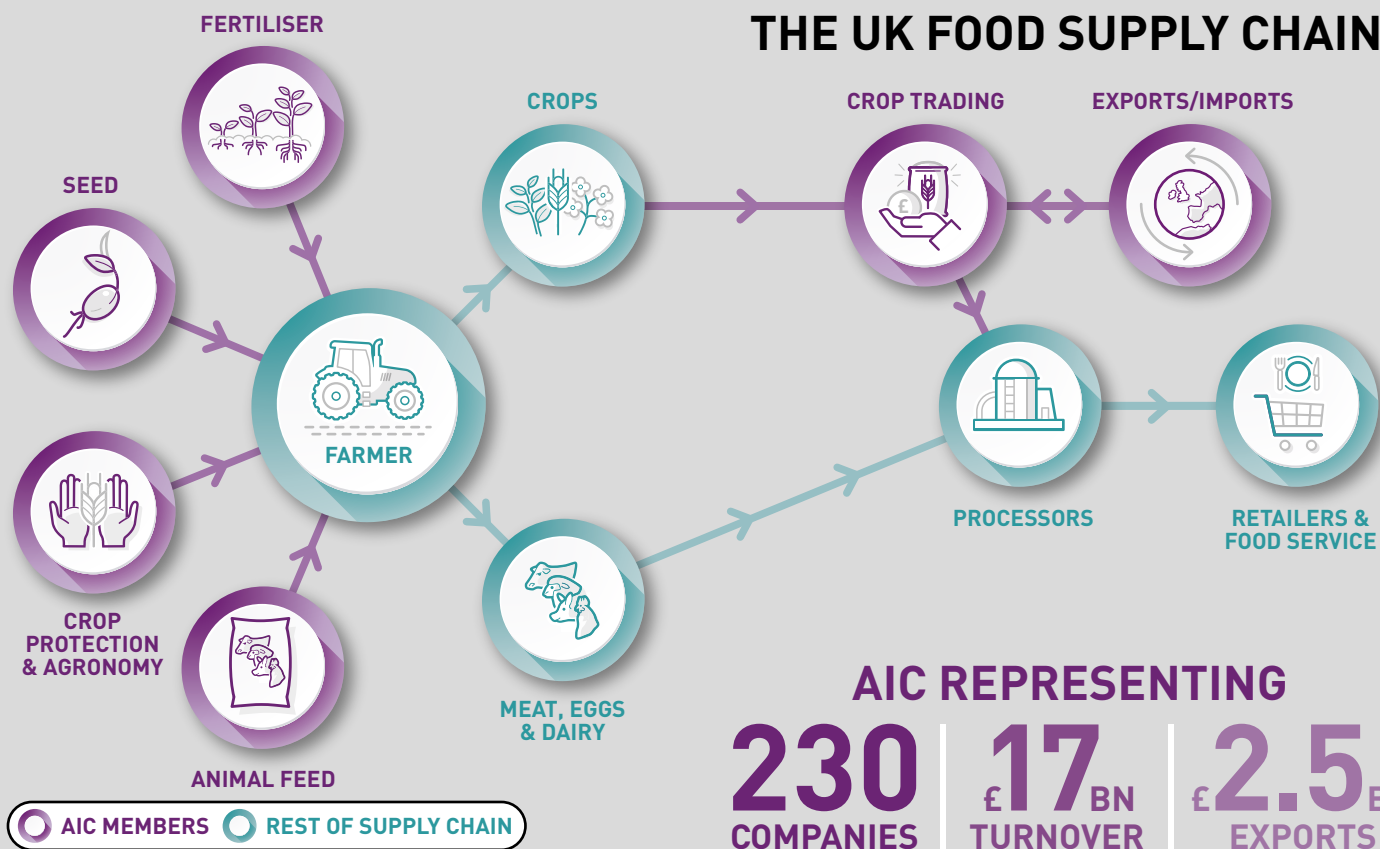 THE UK FOOD SUPPLY CHAIN
FERTILISER
SEED
CROP
PROTECTION
& AGRONOMY
ANIMAL FEED
FARMER
CROPS
MEAT, EGGS
& DAIRY
CROP TRADING
£
EXPORTS/IMPORTS
PROCESSORS
RETAILERS &
FOOD SERVICE
AIC MEMBERS
REST OF SUPPLY CHAIN
AIC REPRESENTING
230
COMPANIES
£17BN
TURNOVER
£2.5
EXPORTS